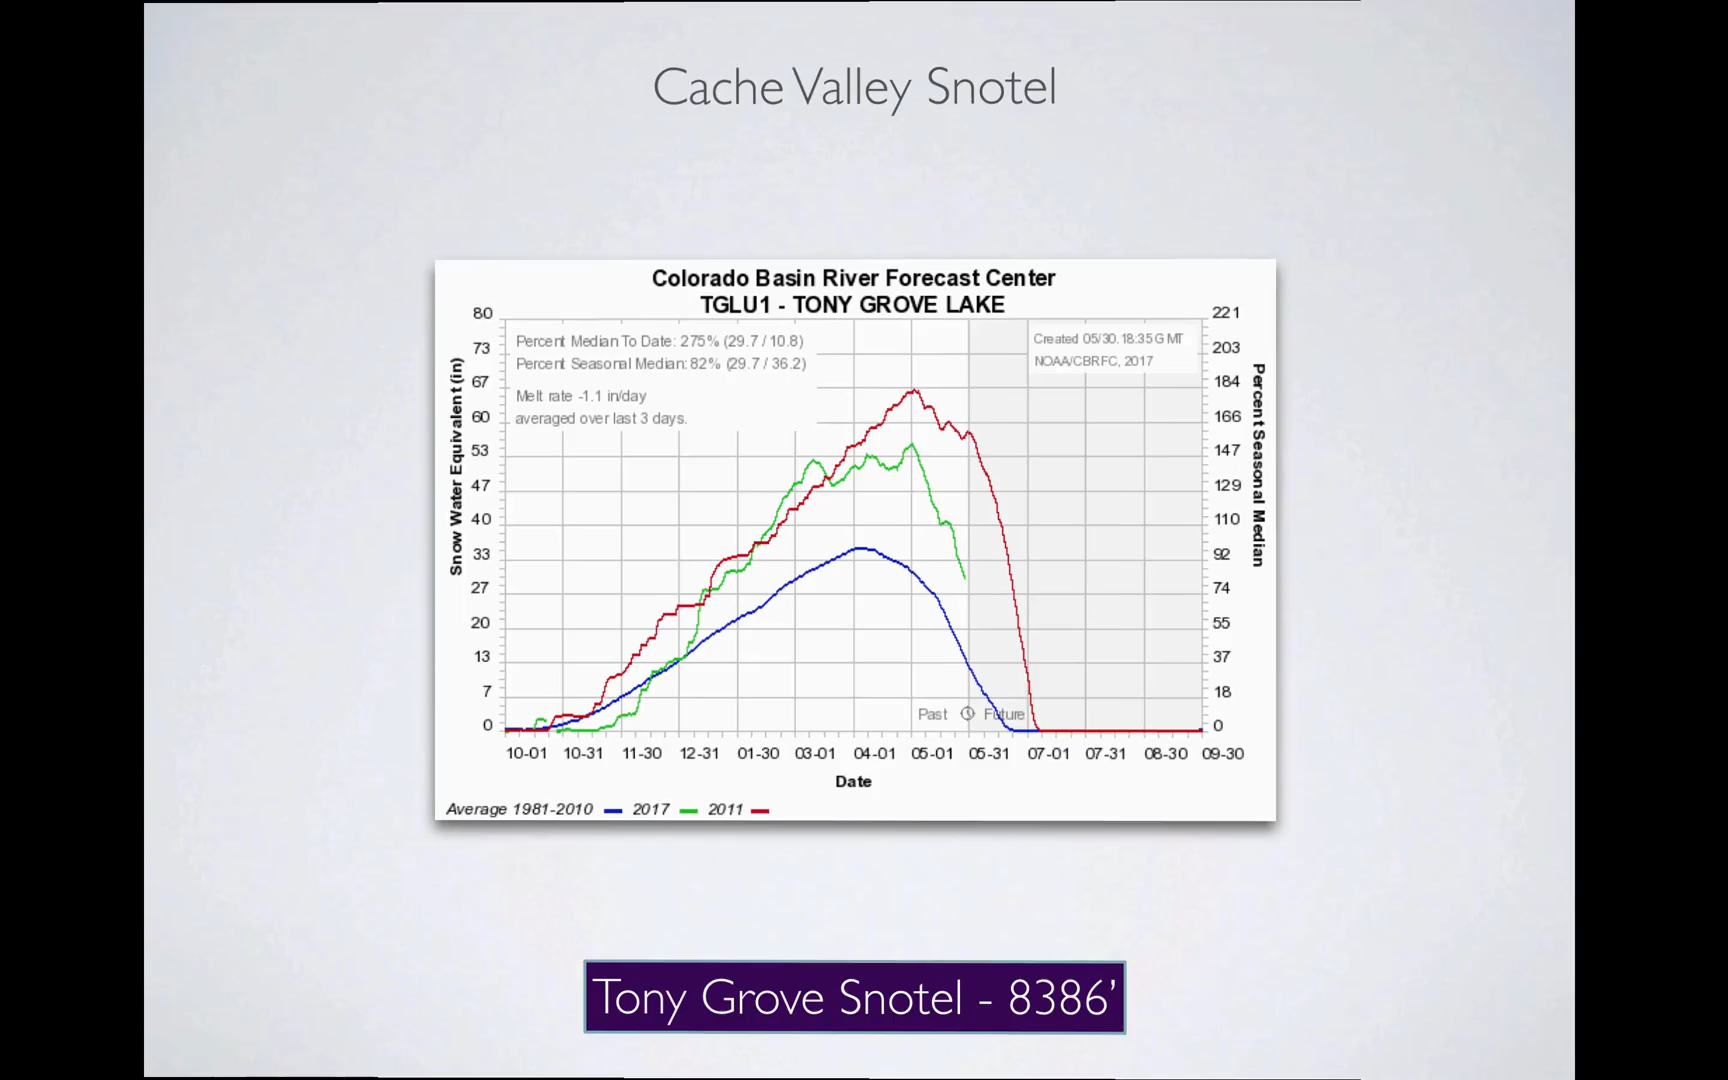 Cache Valley Snotel
Colorado Basin River Forecast Center
TGLU1 - TONY GROVE LAKE
Percent Median To Date: 275% (29.7 / 10.8)
Percent Seasonal Median: 82% (29.7 / 36.2)
Melt rate -1.1 in/day
averaged over last 3 days.
Created 05/30.18:35 GMT
NOAA/CBRFC, 2017
Snow Water Equivalent (in)
80
73
67
60
53
47
40
33
27
20
13
7
0
221
203
184
166
147
129
110
92
74
55
37
18
0
Percent Seasonal Median
Past Future
10-01 10-31 11-30 12-31 01-30 03-01 04-01 05-01 05-31 07-01 07-31 08-30 09-30
Date
Average 1981-2010 2017 2011
Tony Grove Snotel - 8386’